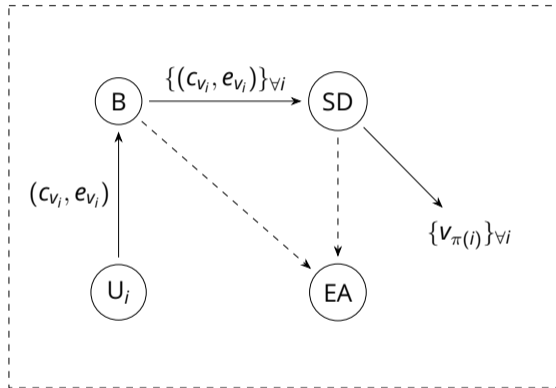 {(c_{v_i}, e_{v_i})}_{∀i}
B
SD
(c_{v_i}, e_{v_i})
{v_{π(i)}}_{∀i}
U_i
EA